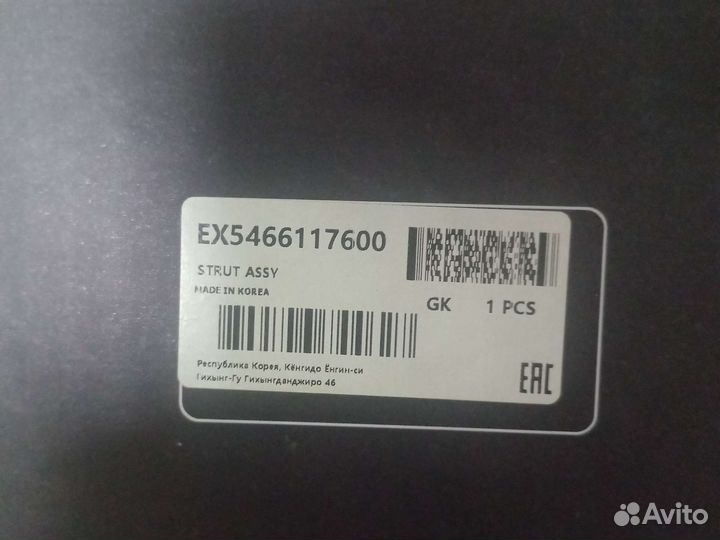 EX5466117600
STRUT ASSY
MADE IN KOREA
GK 1 PCS
Республика Корея, Кёнгидо Ёнгин-си
Гихынг-Гу Гихынгданджиро 46
EAC
Avito